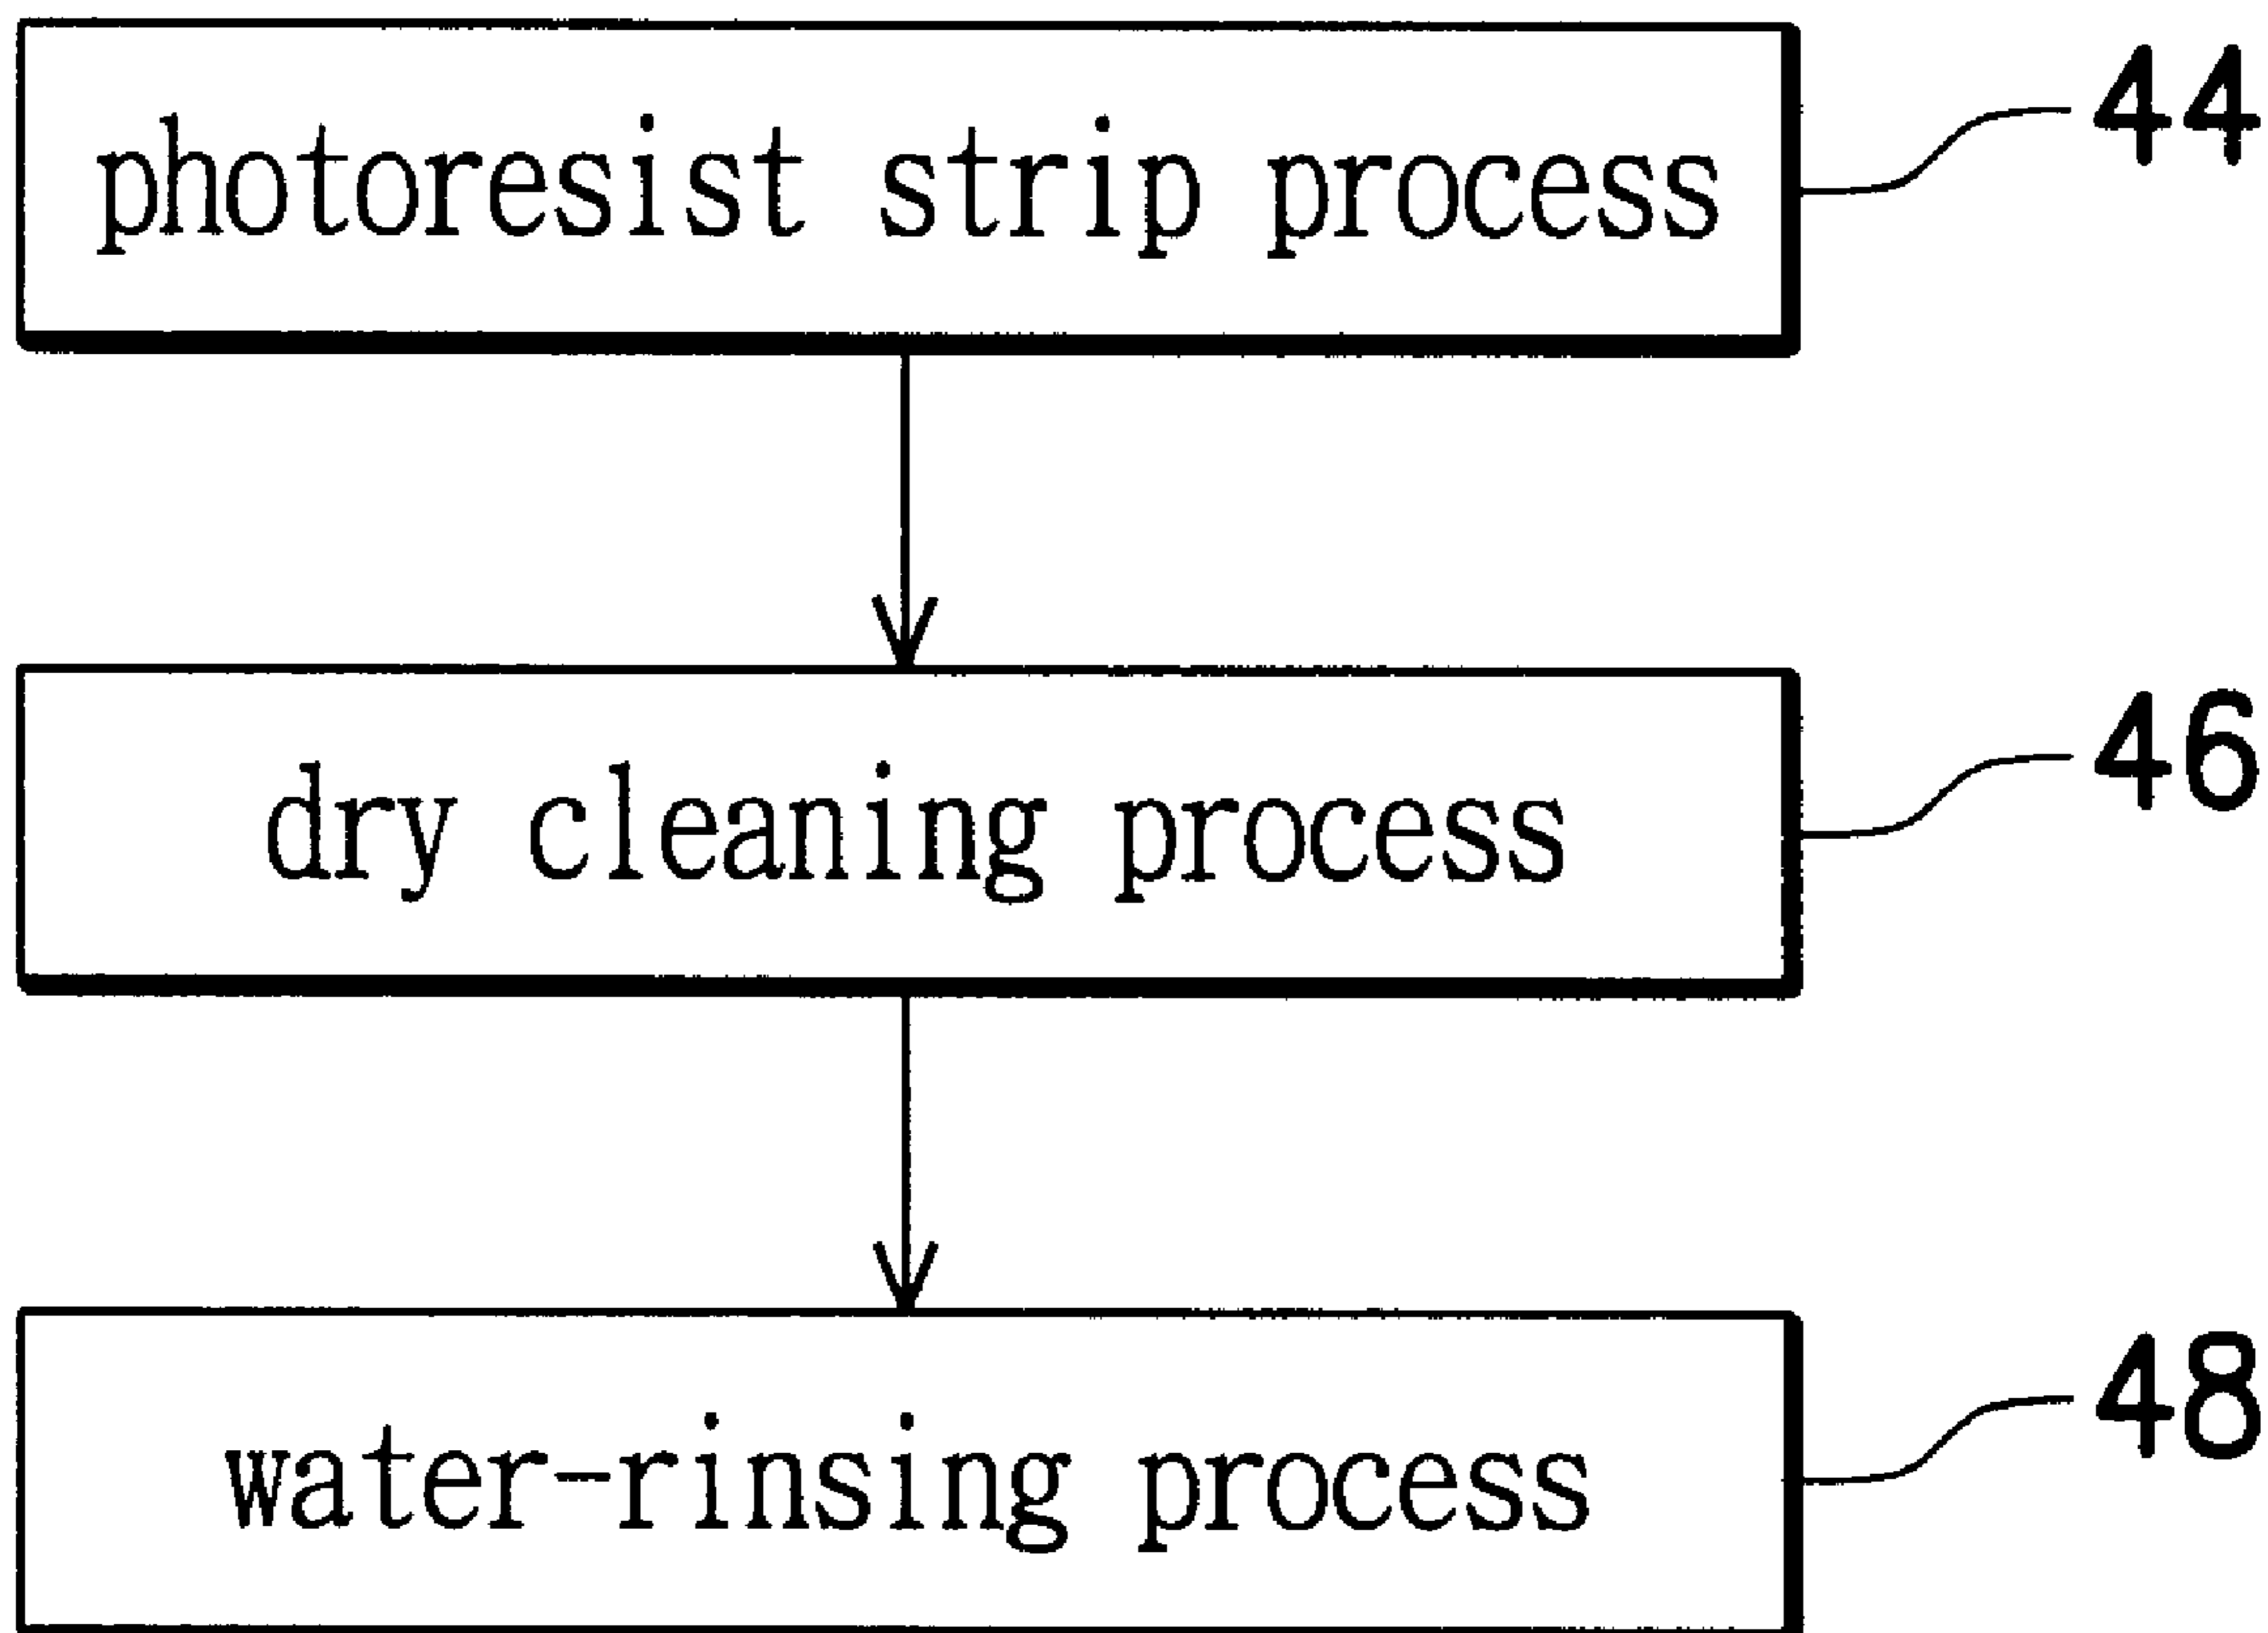 photoresist strip process 44
dry cleaning process 46
water-rinsing process 48